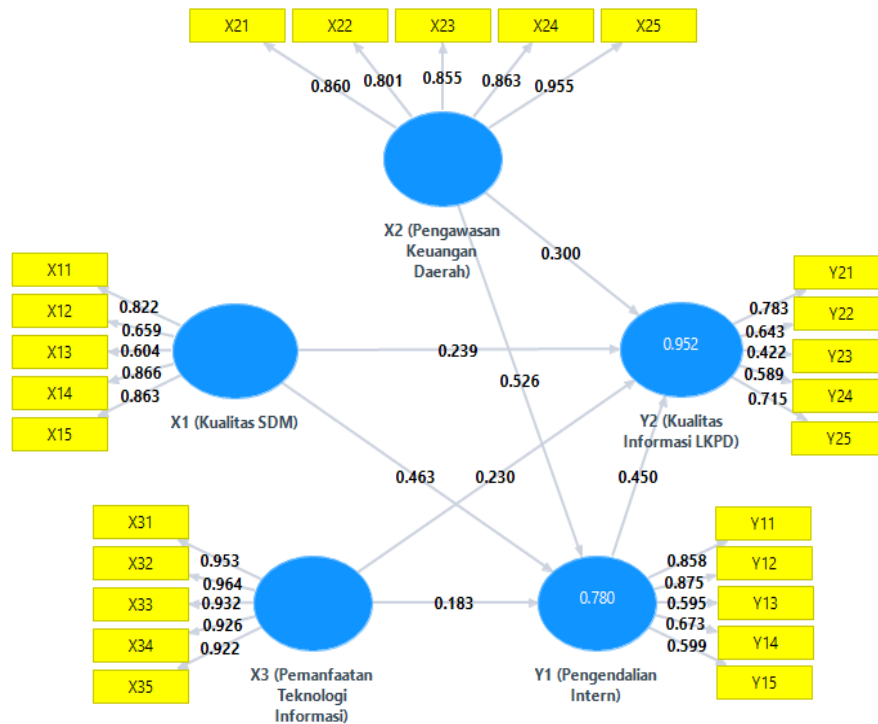 X21
X22
X23
X24
X25
0.860
0.801
0.855
0.863
0.955
X2 (Pengawasan
Keuangan
Daerah)
X11
X12
X13
X14
X15
0.822
0.659
0.604
0.866
0.863
X1 (Kualitas SDM)
0.300
0.239
0.526
0.463
0.230
0.450
0.183
0.952
Y2 (Kualitas
Informasi LKPD)
0.783
0.643
0.422
0.589
0.715
Y21
Y22
Y23
Y24
Y25
X31
X32
X33
X34
X35
0.953
0.964
0.932
0.926
0.922
X3 (Pemanfaatan
Teknologi
Informasi)
0.780
Y1 (Pengendalian
Intern)
0.858
0.875
0.595
0.673
0.599
Y11
Y12
Y13
Y14
Y15